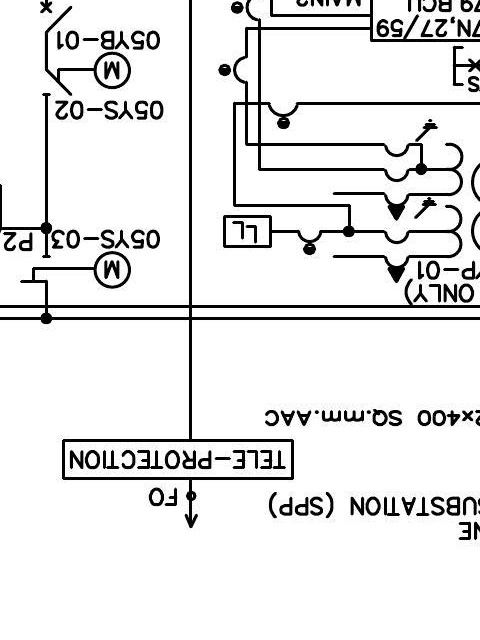 NE
SUBSTATION (SPP)
FO
TELE-PROTECTION
2x400 SQ.mm.AAC
ONLY)
YP-01
M
05YS-03
P2
LL
05YS-02
M
05YB-01
7N,27/59
79 BCU
MAIN2